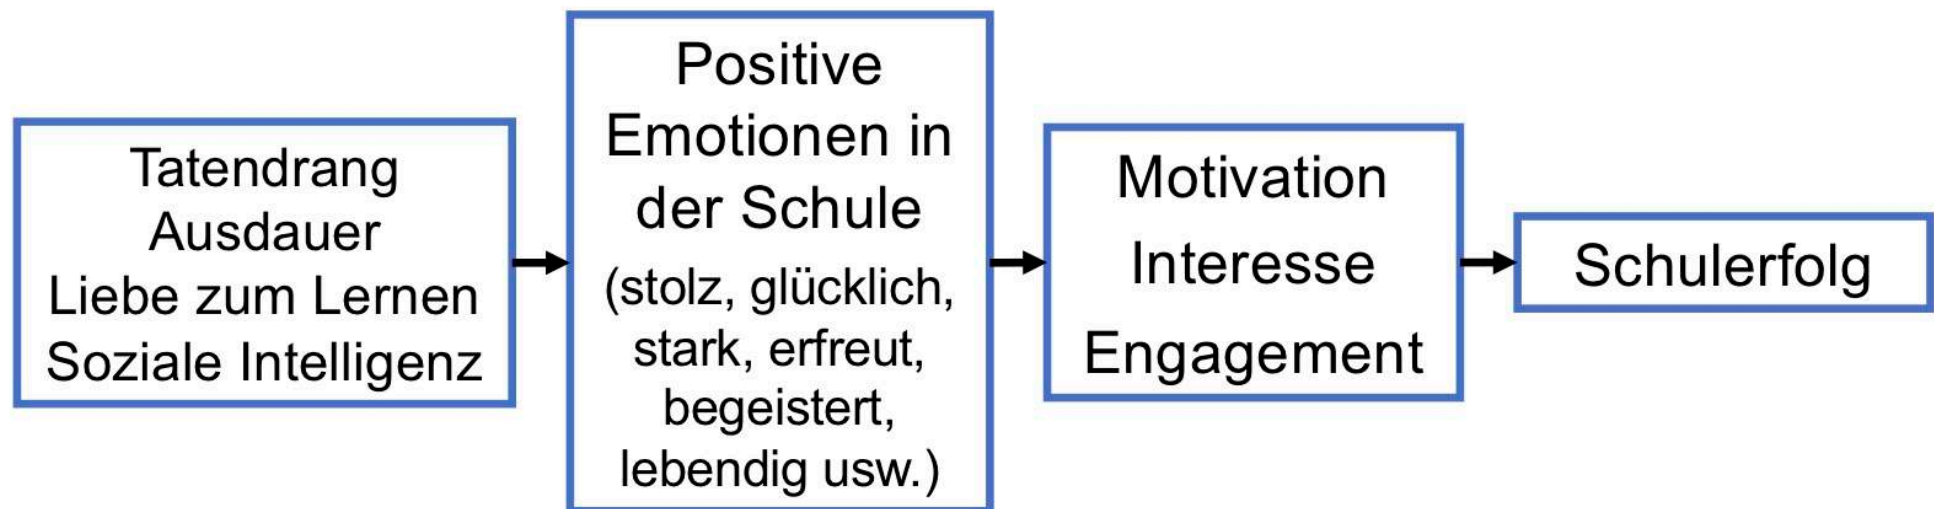 Tatendrang
Ausdauer
Liebe zum Lernen
Soziale Intelligenz
Positive
Emotionen in
der Schule
(stolz, glücklich,
stark, erfreut,
begeistert,
lebendig usw.)
Motivation
Interesse
Engagement
Schulerfolg